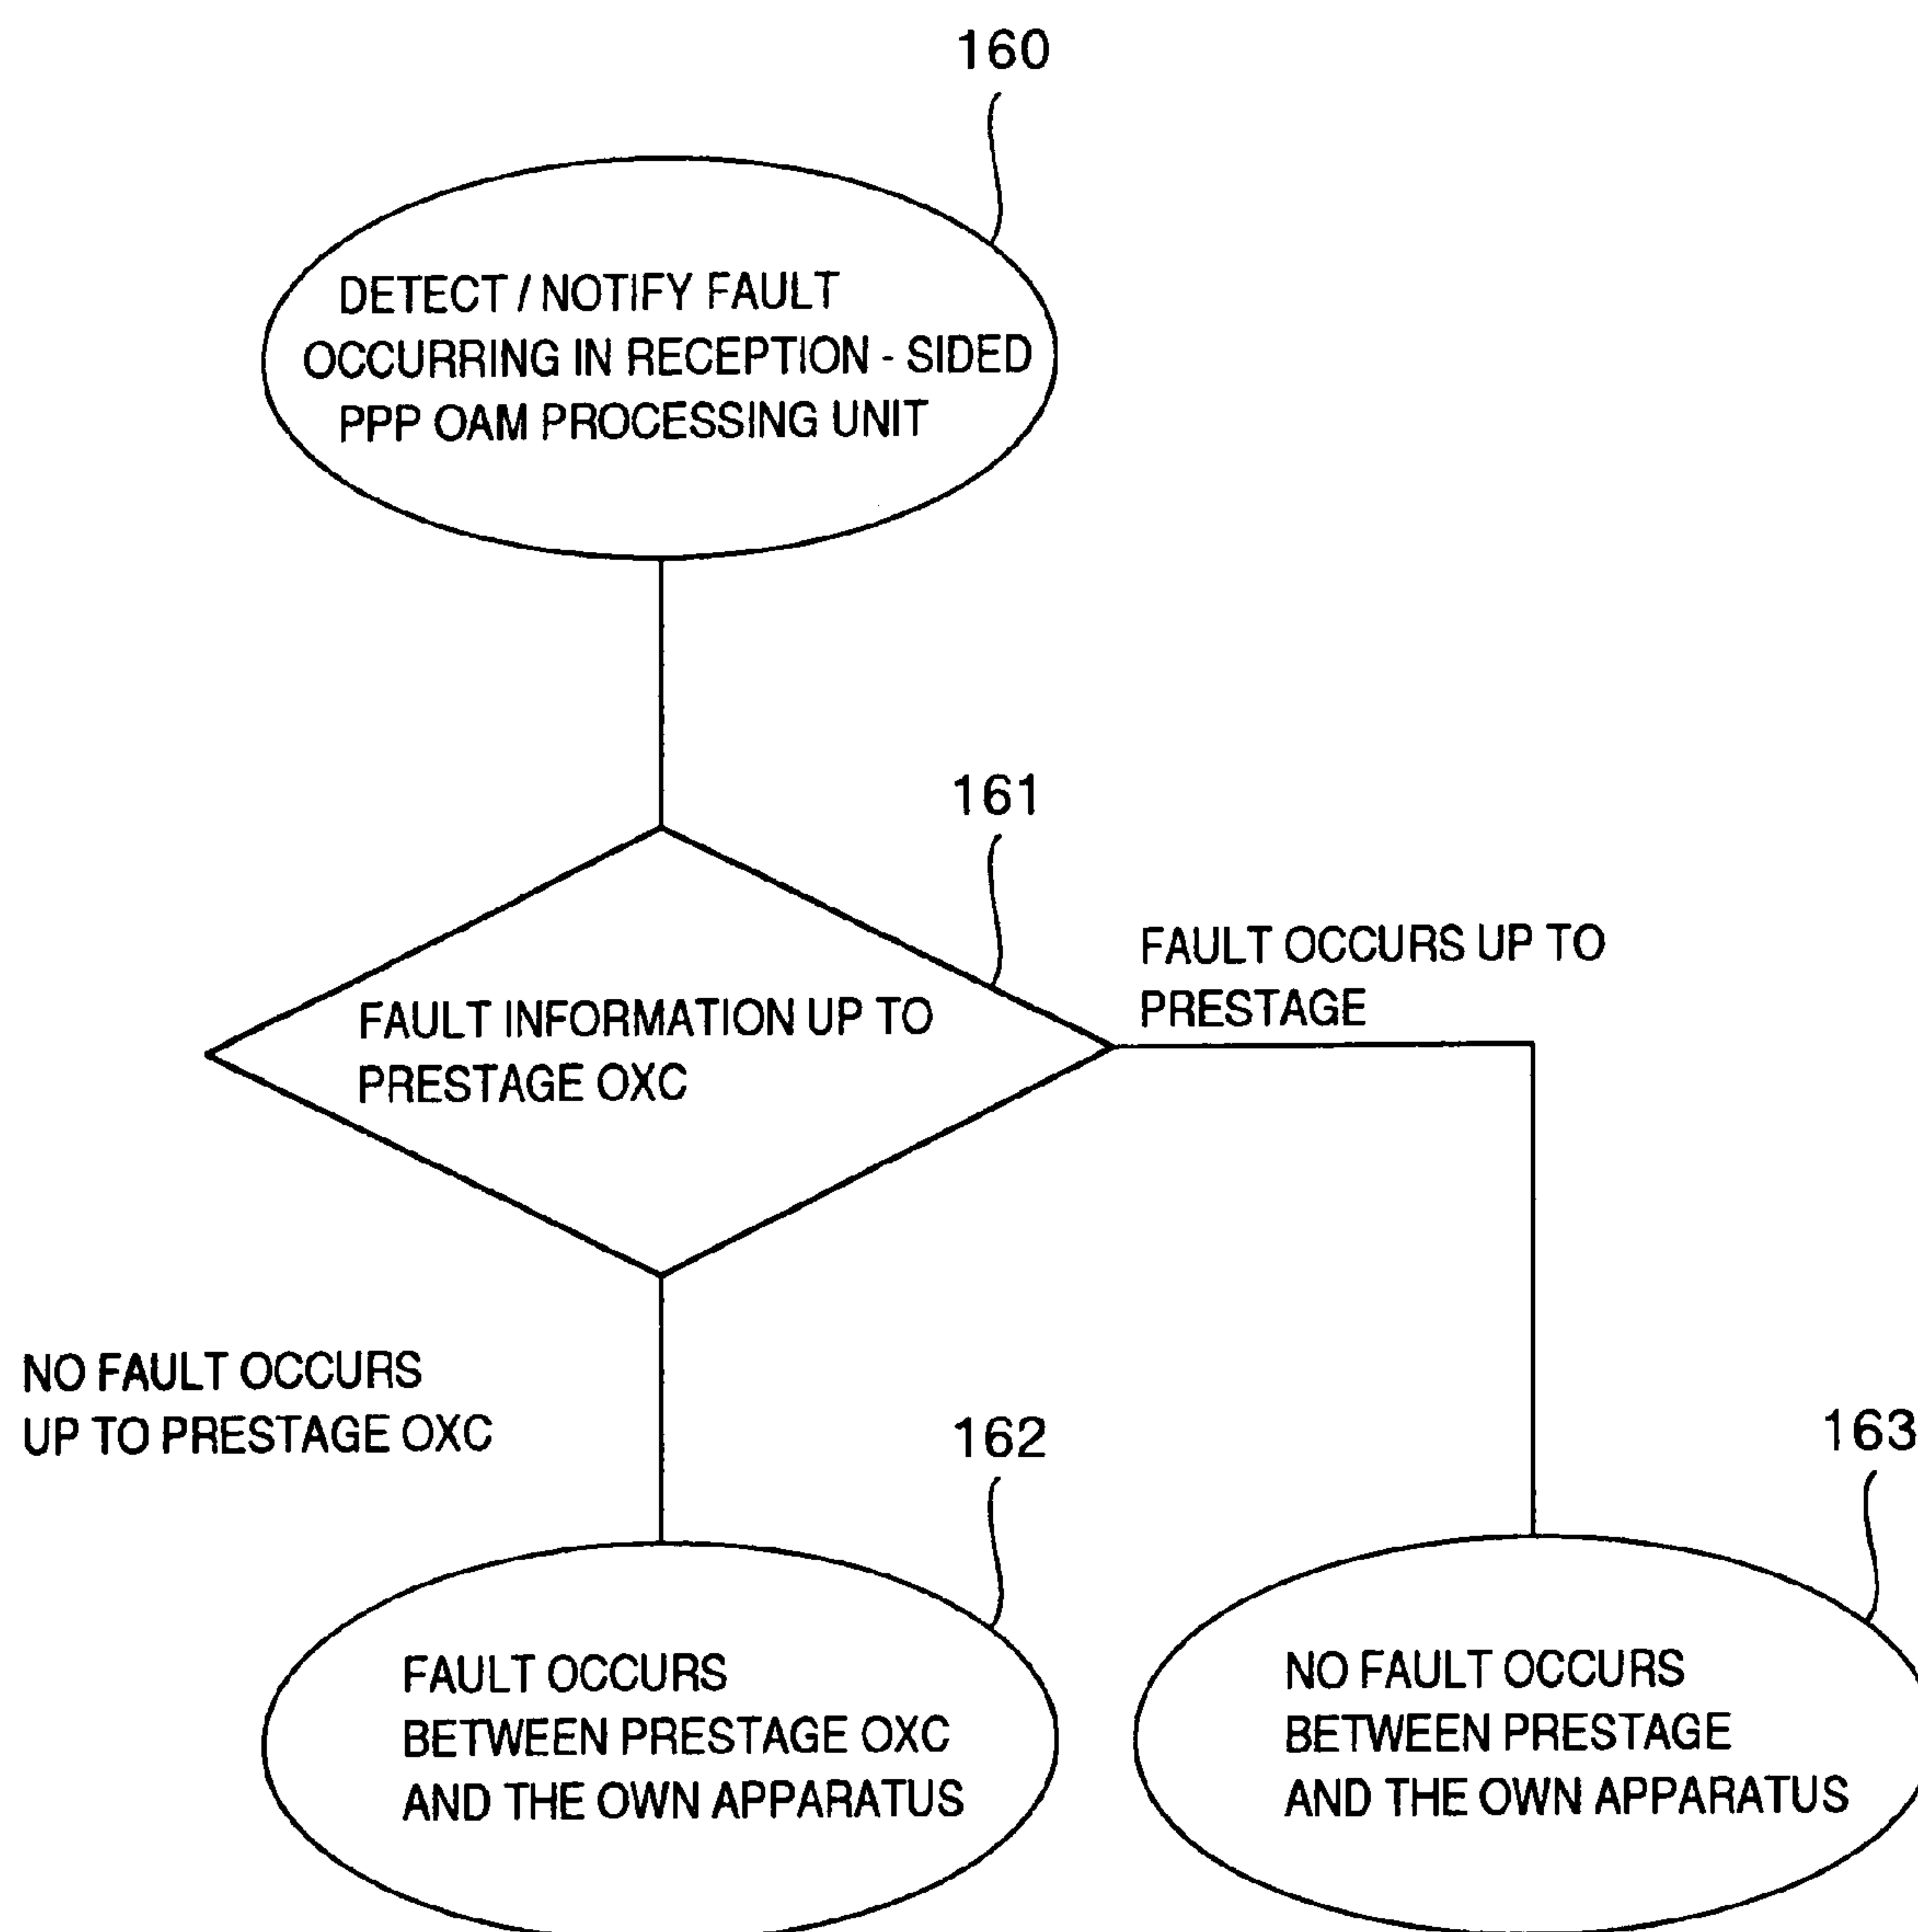 160
DETECT / NOTIFY FAULT
OCCURRING IN RECEPTION - SIDED
PPP OAM PROCESSING UNIT
161
FAULT OCCURS UP TO
PRESTAGE
FAULT INFORMATION UP TO
PRESTAGE OXC
NO FAULT OCCURS
UP TO PRESTAGE OXC
162
163
FAULT OCCURS
BETWEEN PRESTAGE OXC
AND THE OWN APPARATUS
NO FAULT OCCURS
BETWEEN PRESTAGE
AND THE OWN APPARATUS